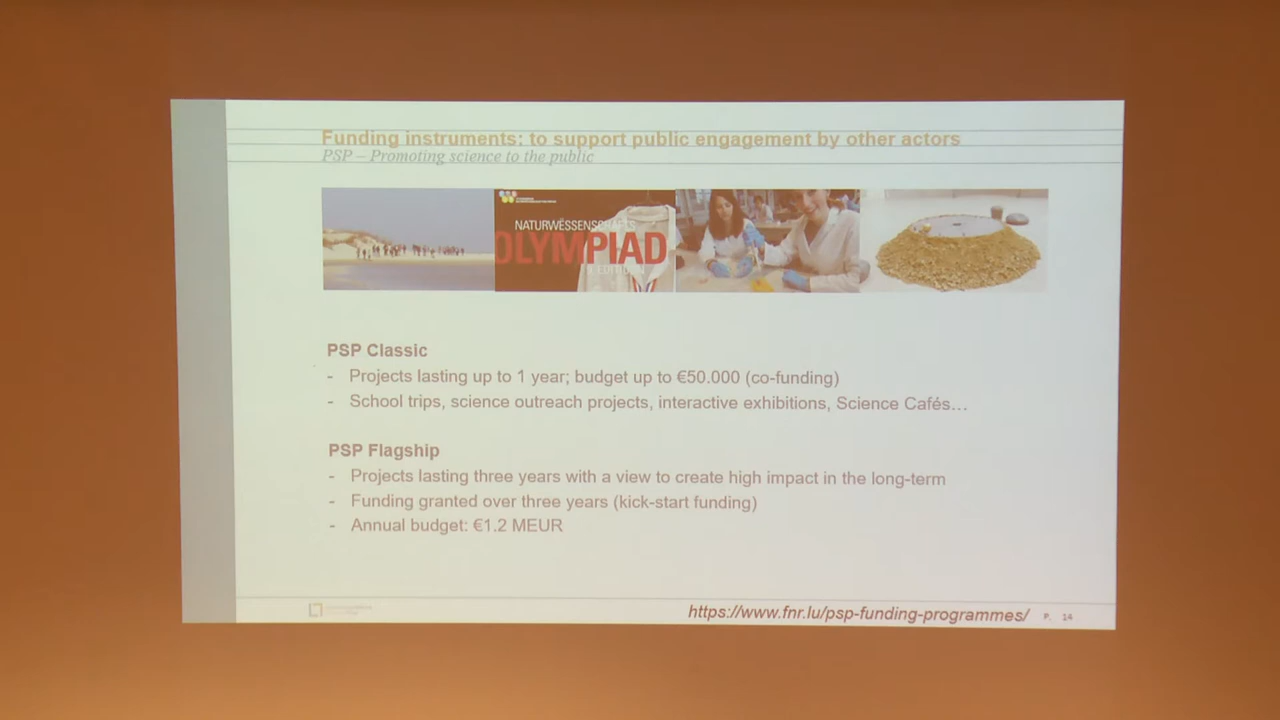 Funding instruments: to support public engagement by other actors
PSP – Promoting science to the public
NATURWËSSENSCHAFTS
OLYMPIAD
EDITIOUN
PSP Classic
- Projects lasting up to 1 year; budget up to €50.000 (co-funding)
- School trips, science outreach projects, interactive exhibitions, Science Cafés…
PSP Flagship
- Projects lasting three years with a view to create high impact in the long-term
- Funding granted over three years (kick-start funding)
- Annual budget: €1.2 MEUR
https://www.fnr.lu/psp-funding-programmes/ P. 14